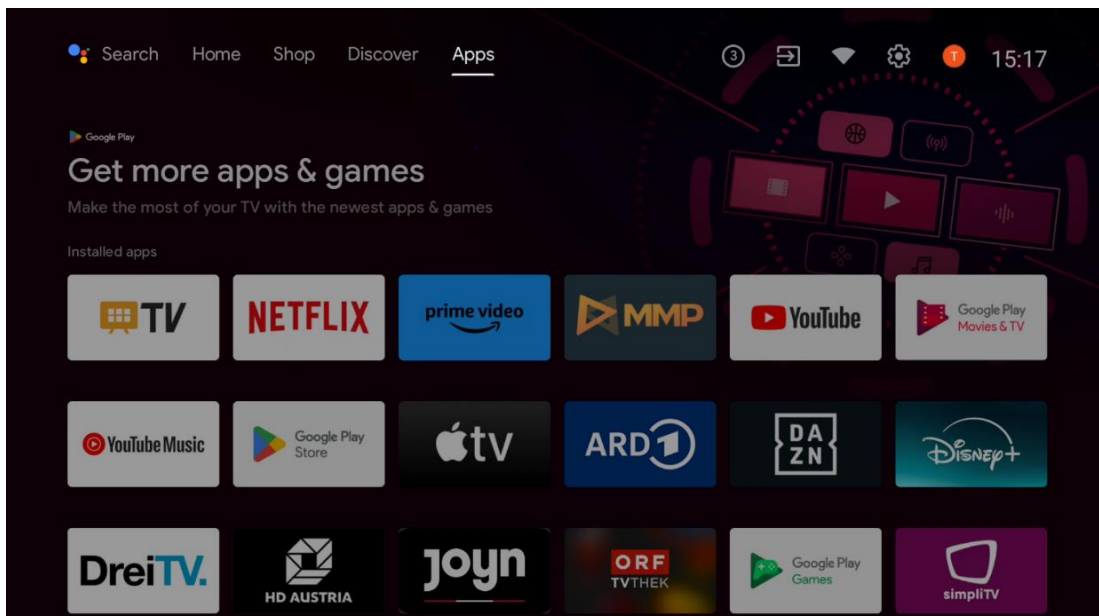 Search Home Shop Discover Apps 3 T 15:17
Google Play
Get more apps & games
Make the most of your TV with the newest apps & games
Installed apps
TV NETFLIX prime video MMP YouTube Google Play
Movies & TV
YouTube Music Google Play
Store tv ARD 1 DA
ZN Disney+
DreiTV. HD AUSTRIA joyn ORF
TVTHEK Google Play
Games simpliTV